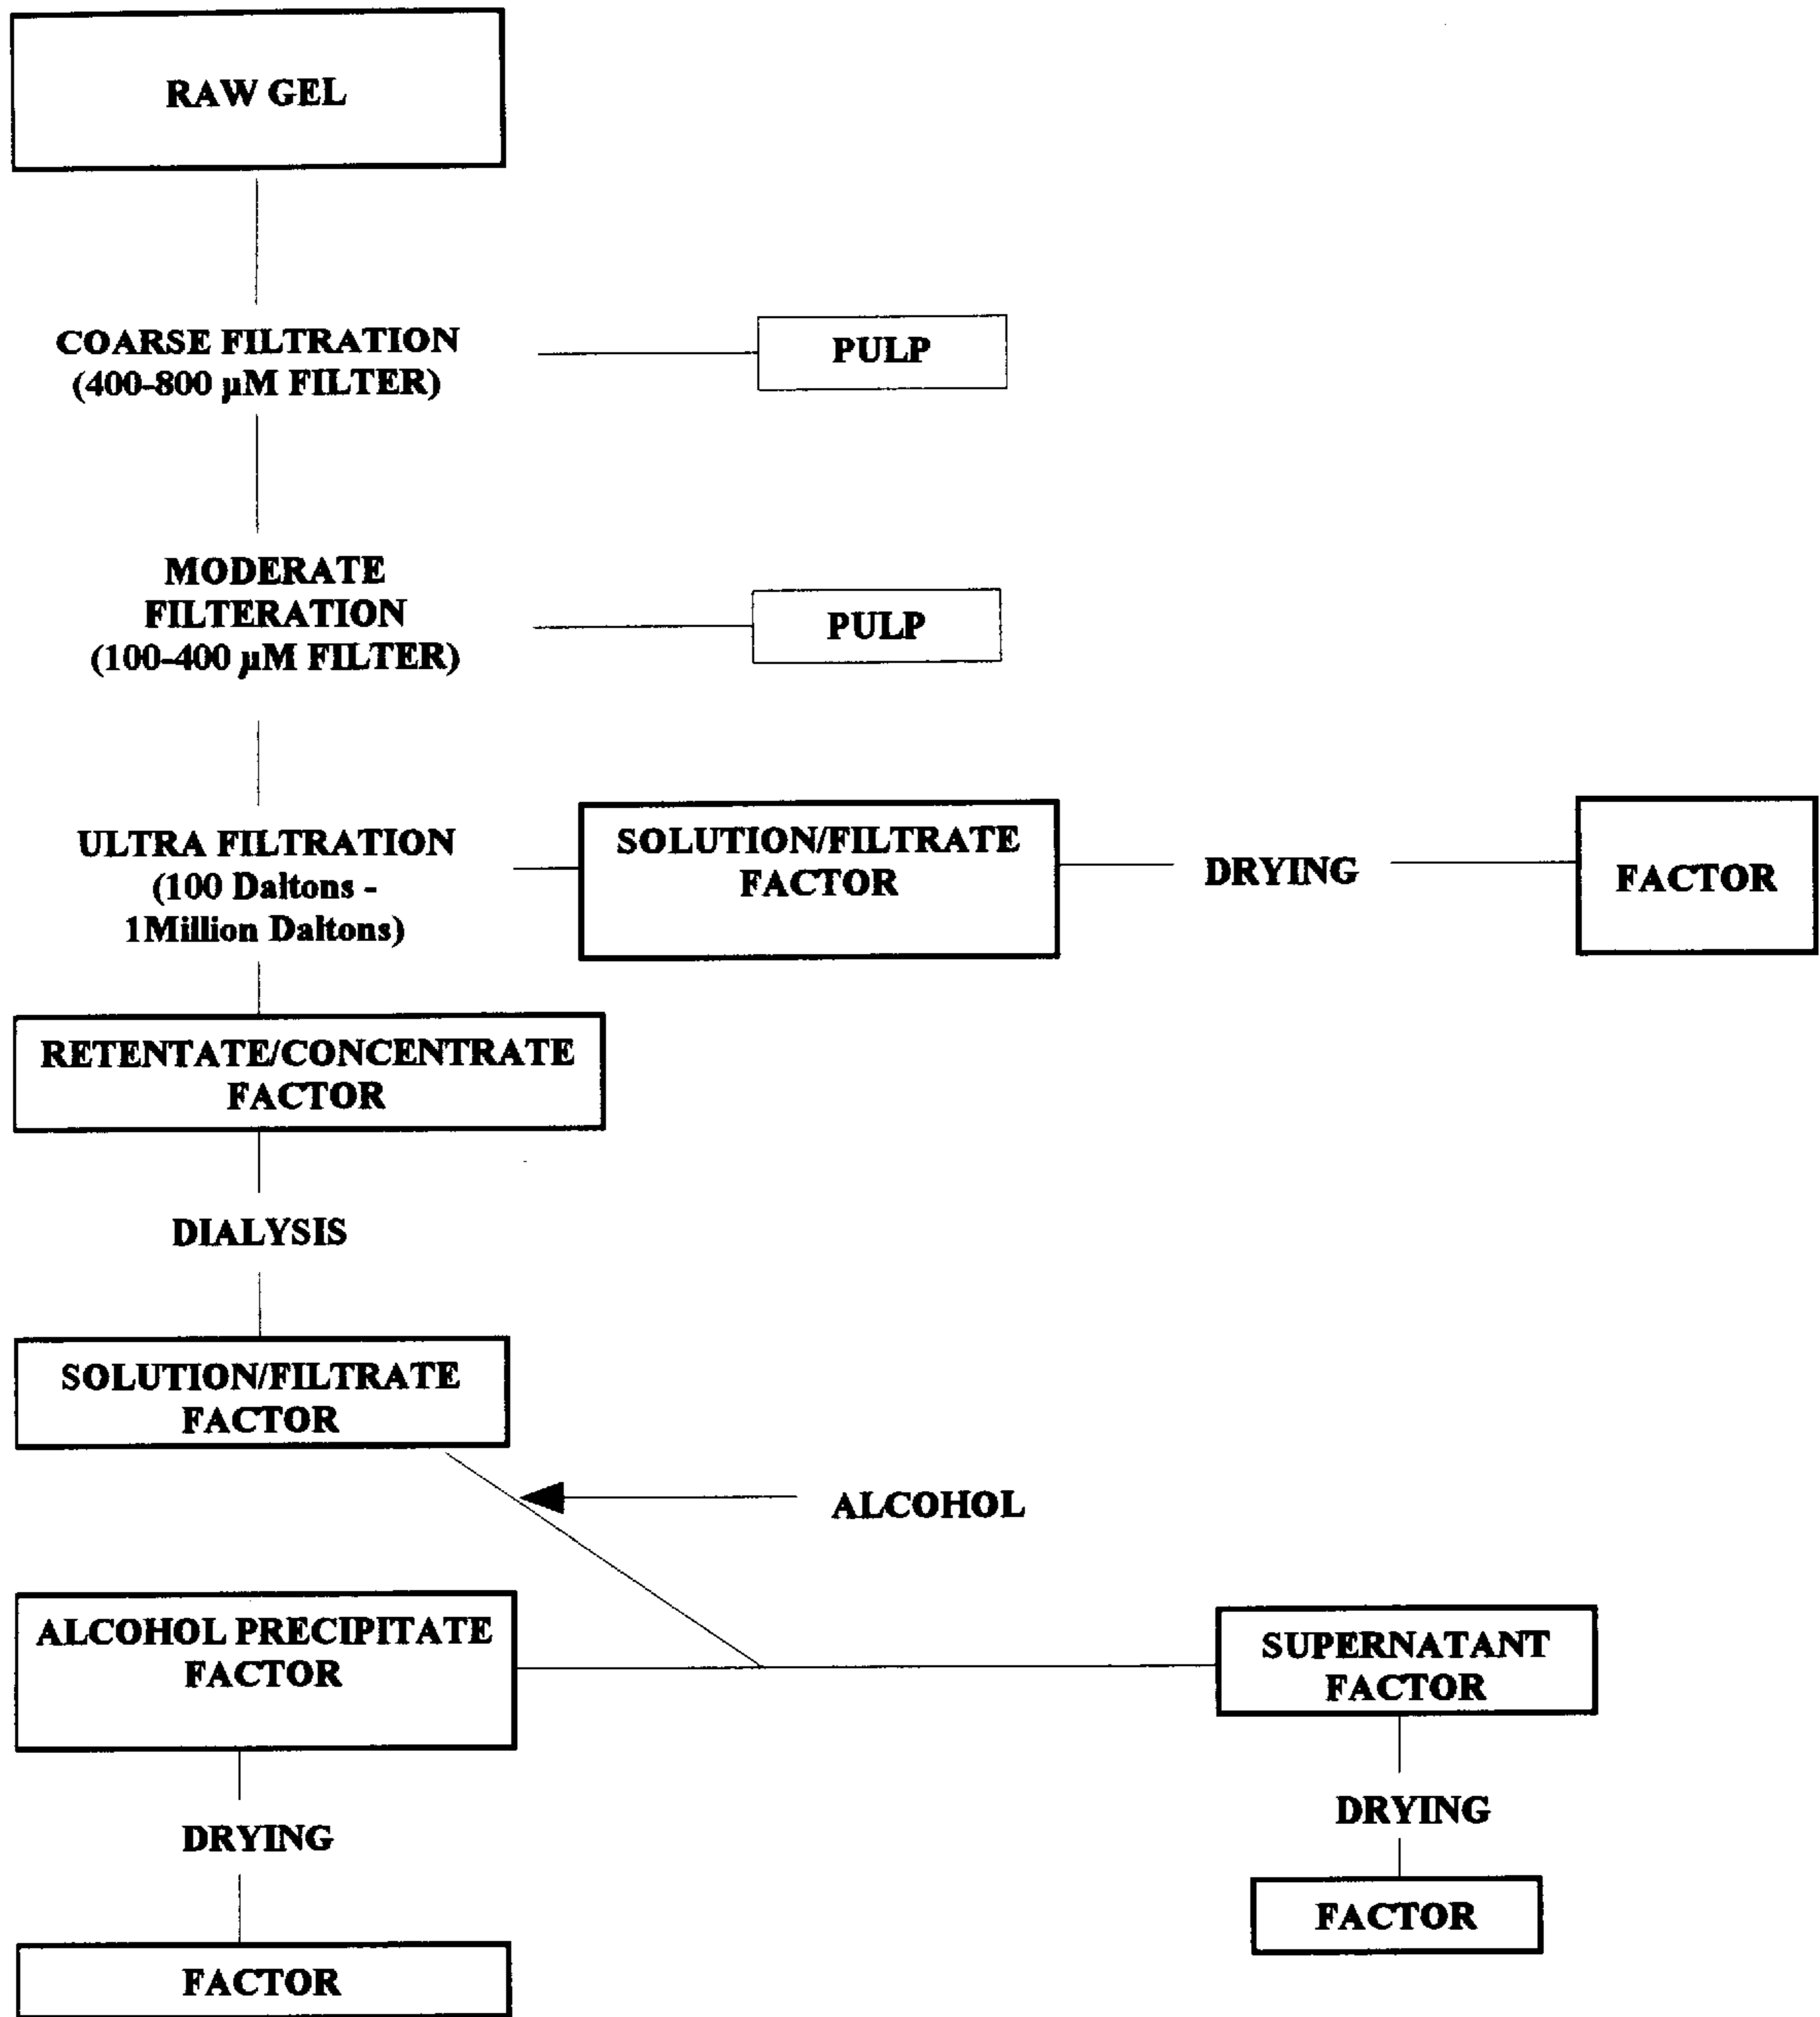 RAW GEL
COARSE FILTRATION
(400-800 µM FILTER)
PULP
MODERATE
FILTERATION
(100-400 µM FILTER)
PULP
ULTRA FILTRATION
(100 Daltons -
1Million Daltons)
SOLUTION/FILTRATE
FACTOR
DRYING
FACTOR
RETENTATE/CONCENTRATE
FACTOR
DIALYSIS
SOLUTION/FILTRATE
FACTOR
ALCOHOL
ALCOHOL PRECIPITATE
FACTOR
SUPERNATANT
FACTOR
DRYING
DRYING
FACTOR
FACTOR